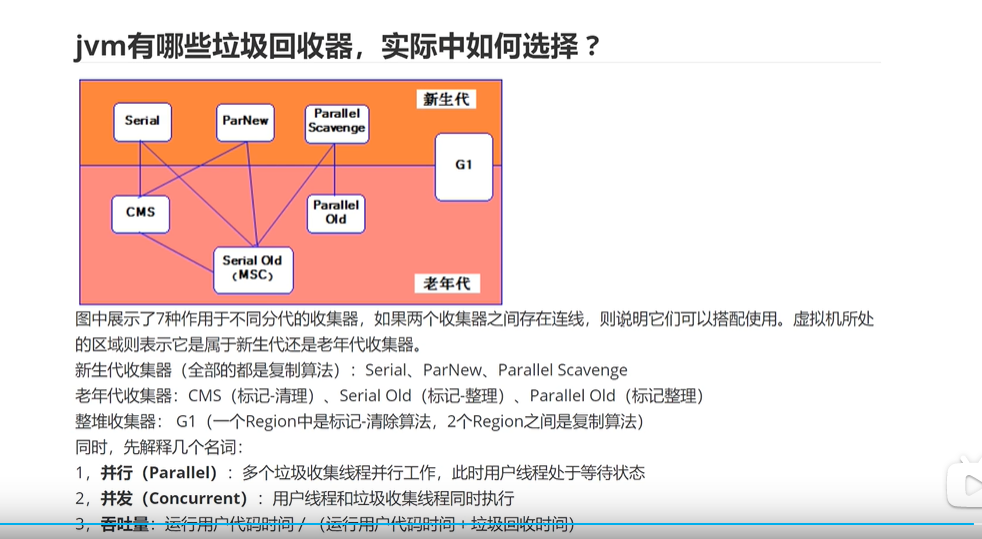 jvm有哪些垃圾回收器，实际中如何选择？
新生代
Serial
ParNew
Parallel
Scavenge
G1
CMS
Parallel
Old
Serial Old
（MSC）
老年代
图中展示了7种作用于不同分代的收集器，如果两个收集器之间存在连线，则说明它们可以搭配使用。虚拟机所处
的区域则表示它是属于新生代还是老年代收集器。
新生代收集器（全部的都是复制算法）：Serial、ParNew、Parallel Scavenge
老年代收集器：CMS（标记-清理）、Serial Old（标记-整理）、Parallel Old（标记整理）
整堆收集器： G1（一个Region中是标记-清除算法，2个Region之间是复制算法）
同时，先解释几个名词：
1，并行（Parallel）：多个垃圾收集线程并行工作，此时用户线程处于等待状态
2，并发（Concurrent）：用户线程和垃圾收集线程同时执行
3，吞吐量：运行用户代码时间／（运行用户代码时间＋垃圾回收时间）